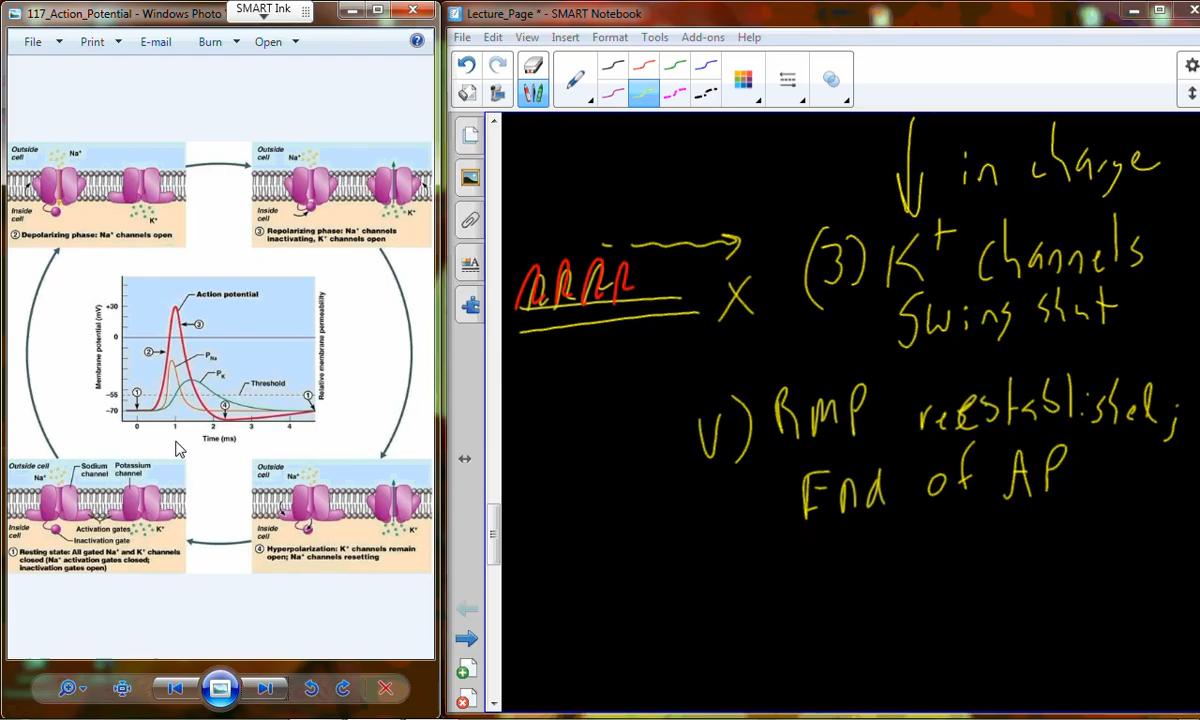 117_Action_Potential - Windows Photo
SMART Ink
File Print E-mail Burn Open
Outside cell
Na+
Inside cell
K+
② Depolarizing phase: Na+ channels open
Outside cell
Na+
Inside cell
K+
③ Repolarizing phase: Na+ channels
inactivating, K+ channels open
Membrane potential (mV)
+30
0
-55
-70
Action potential
③
②
PNa
PK
Threshold
①
④
①
Relative membrane permeability
0 1 2 3 4
Time (ms)
Outside cell
Sodium channel
Potassium channel
Na+
Inside cell
Activation gates
K+
Inactivation gate
① Resting state: All gated Na+ and K+ channels
closed (Na+ activation gates closed;
inactivation gates open)
Outside cell
Na+
Inside cell
K+
④ Hyperpolarization: K+ channels remain
open; Na+ channels resetting
Lecture_Page * - SMART Notebook
File Edit View Insert Format Tools Add-ons Help
↓ in charge
(3) K+ channels
X
swing shut
V) RMP reestablished;
End of AP